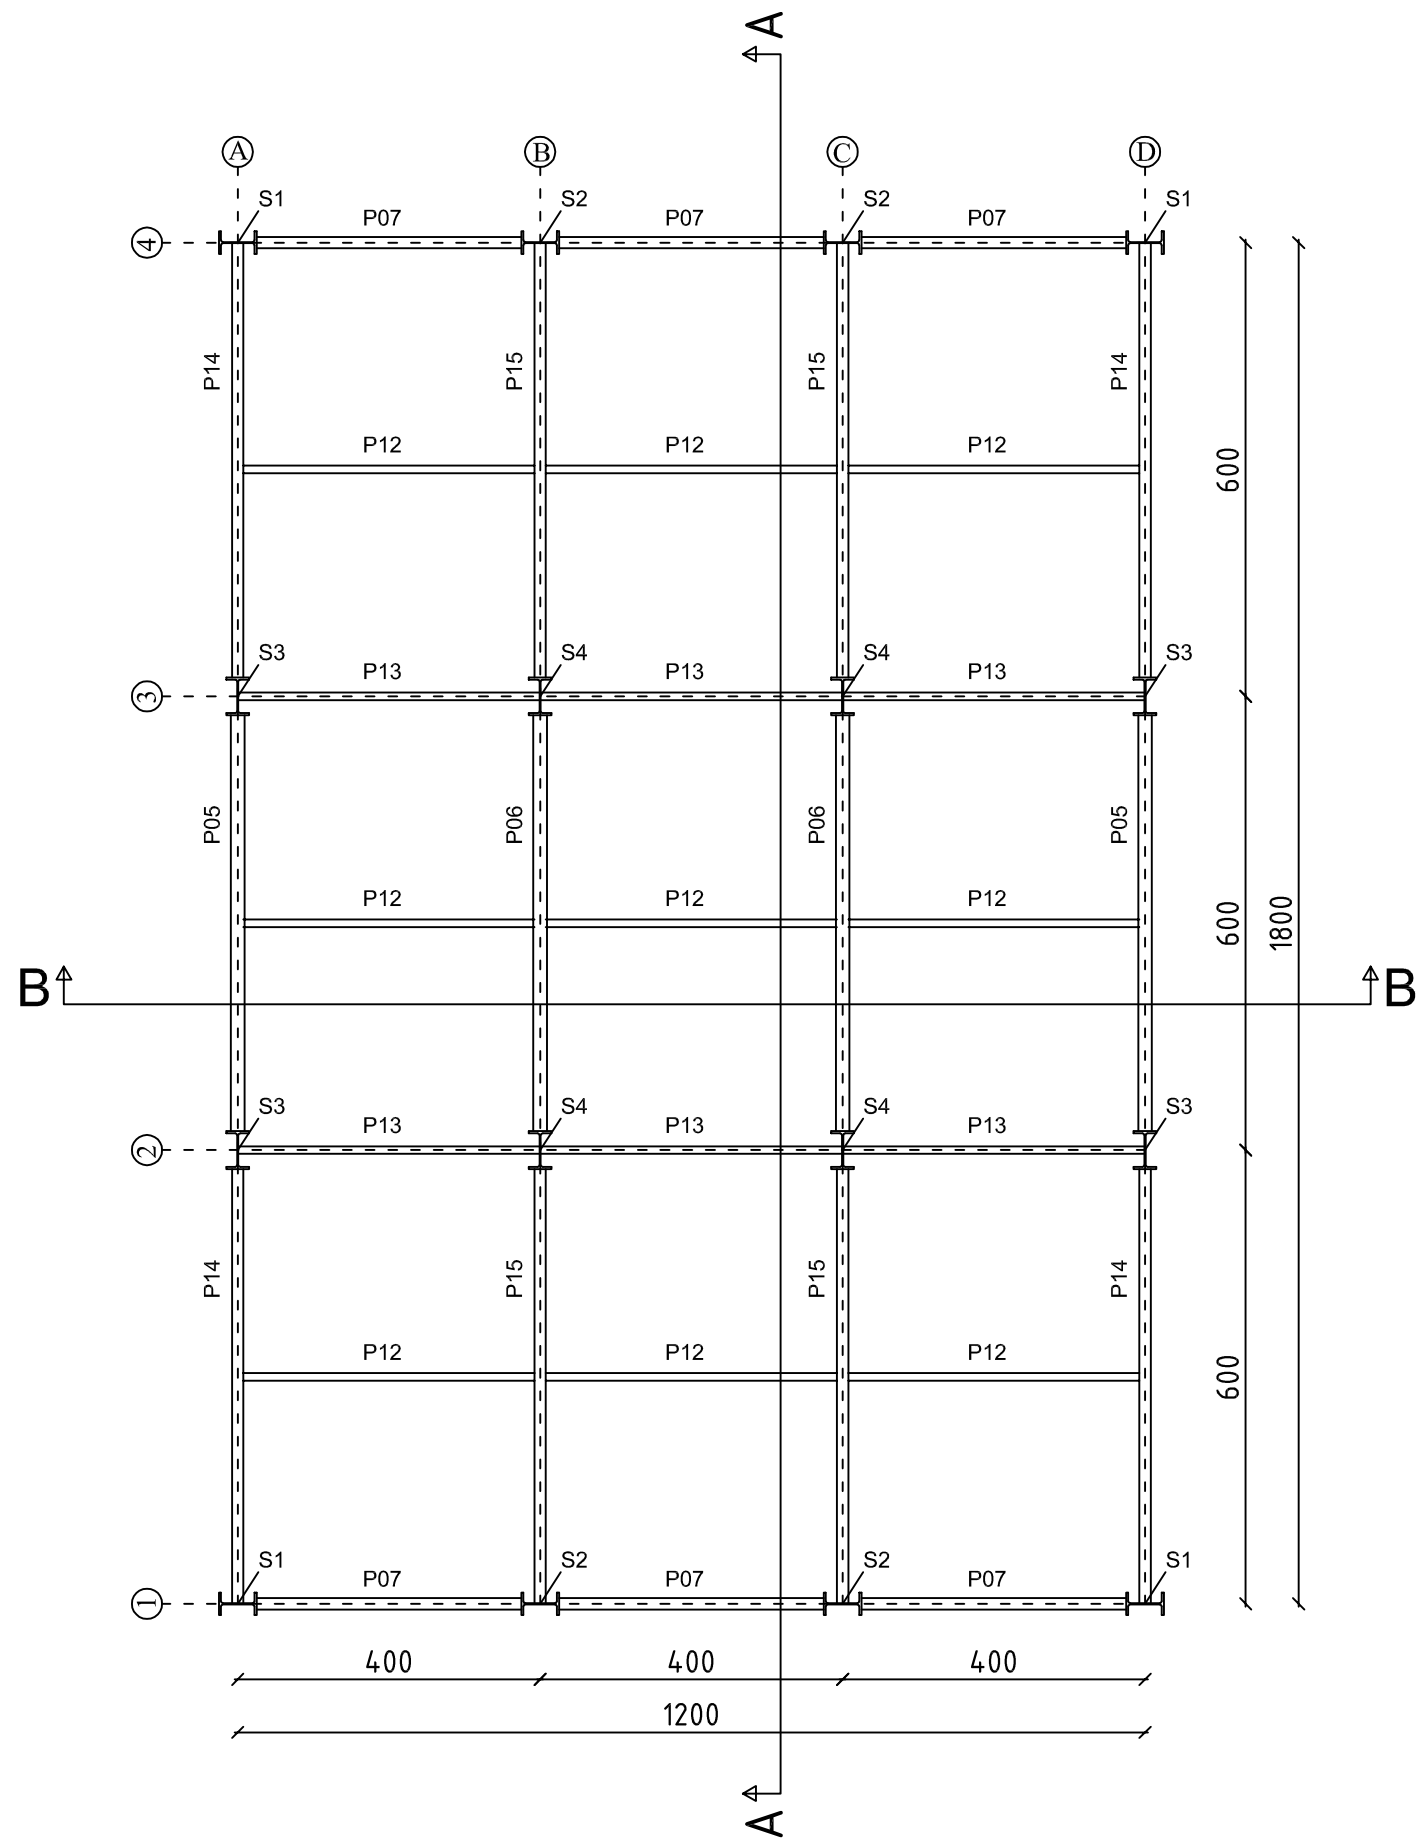 A
A B C D
S1 S2 S2 S1
P07 P07 P07
4
P14 P15 P15 P14
P12 P12 P12
600
S3 S4 S4 S3
P13 P13 P13
3
P05 P06 P06 P05
P12 P12 P12
600 1800
B B
S3 S4 S4 S3
P13 P13 P13
2
P14 P15 P15 P14
P12 P12 P12
600
S1 S2 S2 S1
P07 P07 P07
1
400 400 400
1200
A